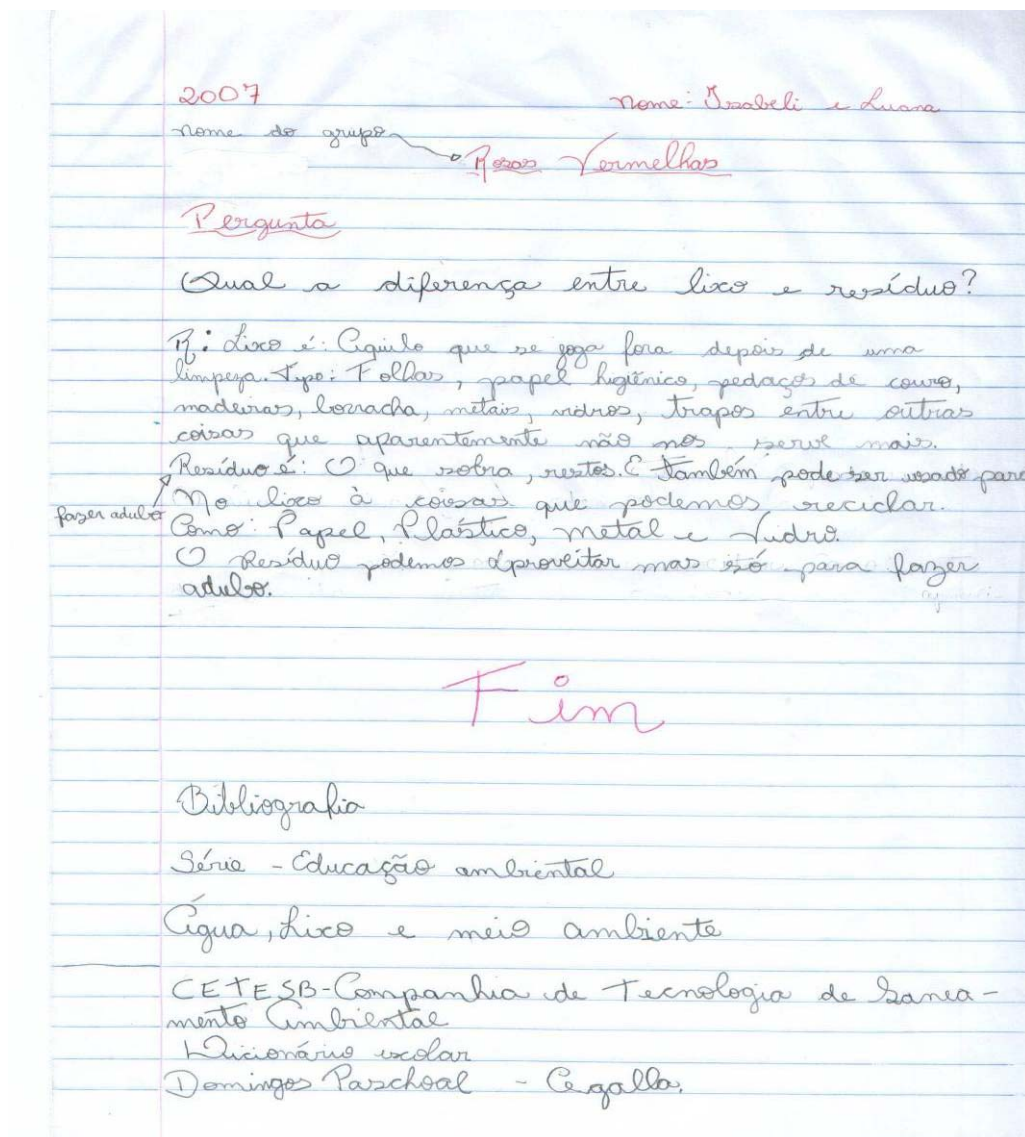 2007
Nome: Isabeli e Luana
Nome do grupo
Rosas Vermelhas
Pergunta
Qual a diferença entre lixo e resíduo?
R: Lixo é: Aquilo que se joga fora depois de uma
limpeza. Tipo: Folhas, papel higiênico, pedaços de couro,
madeiras, borracha, metais, vidros, trapos entre outras
coisas que aparentemente não nos serve mais.
Resíduo é: O que sobra, restos. E também pode ser usado para
fazer adubo
No lixo à coisas que podemos reciclar.
Como: Papel, Plástico, metal e Vidro.
O Resíduo podemos aproveitar mas só para fazer
adubo.
Fim
Bibliografia
Série - Educação ambiental
Água, Lixo e meio ambiente
CETESB-Companhia de Tecnologia de Sanea-
mento Ambiental
Dicionário escolar
Domingos Paschoal - Cegalla.